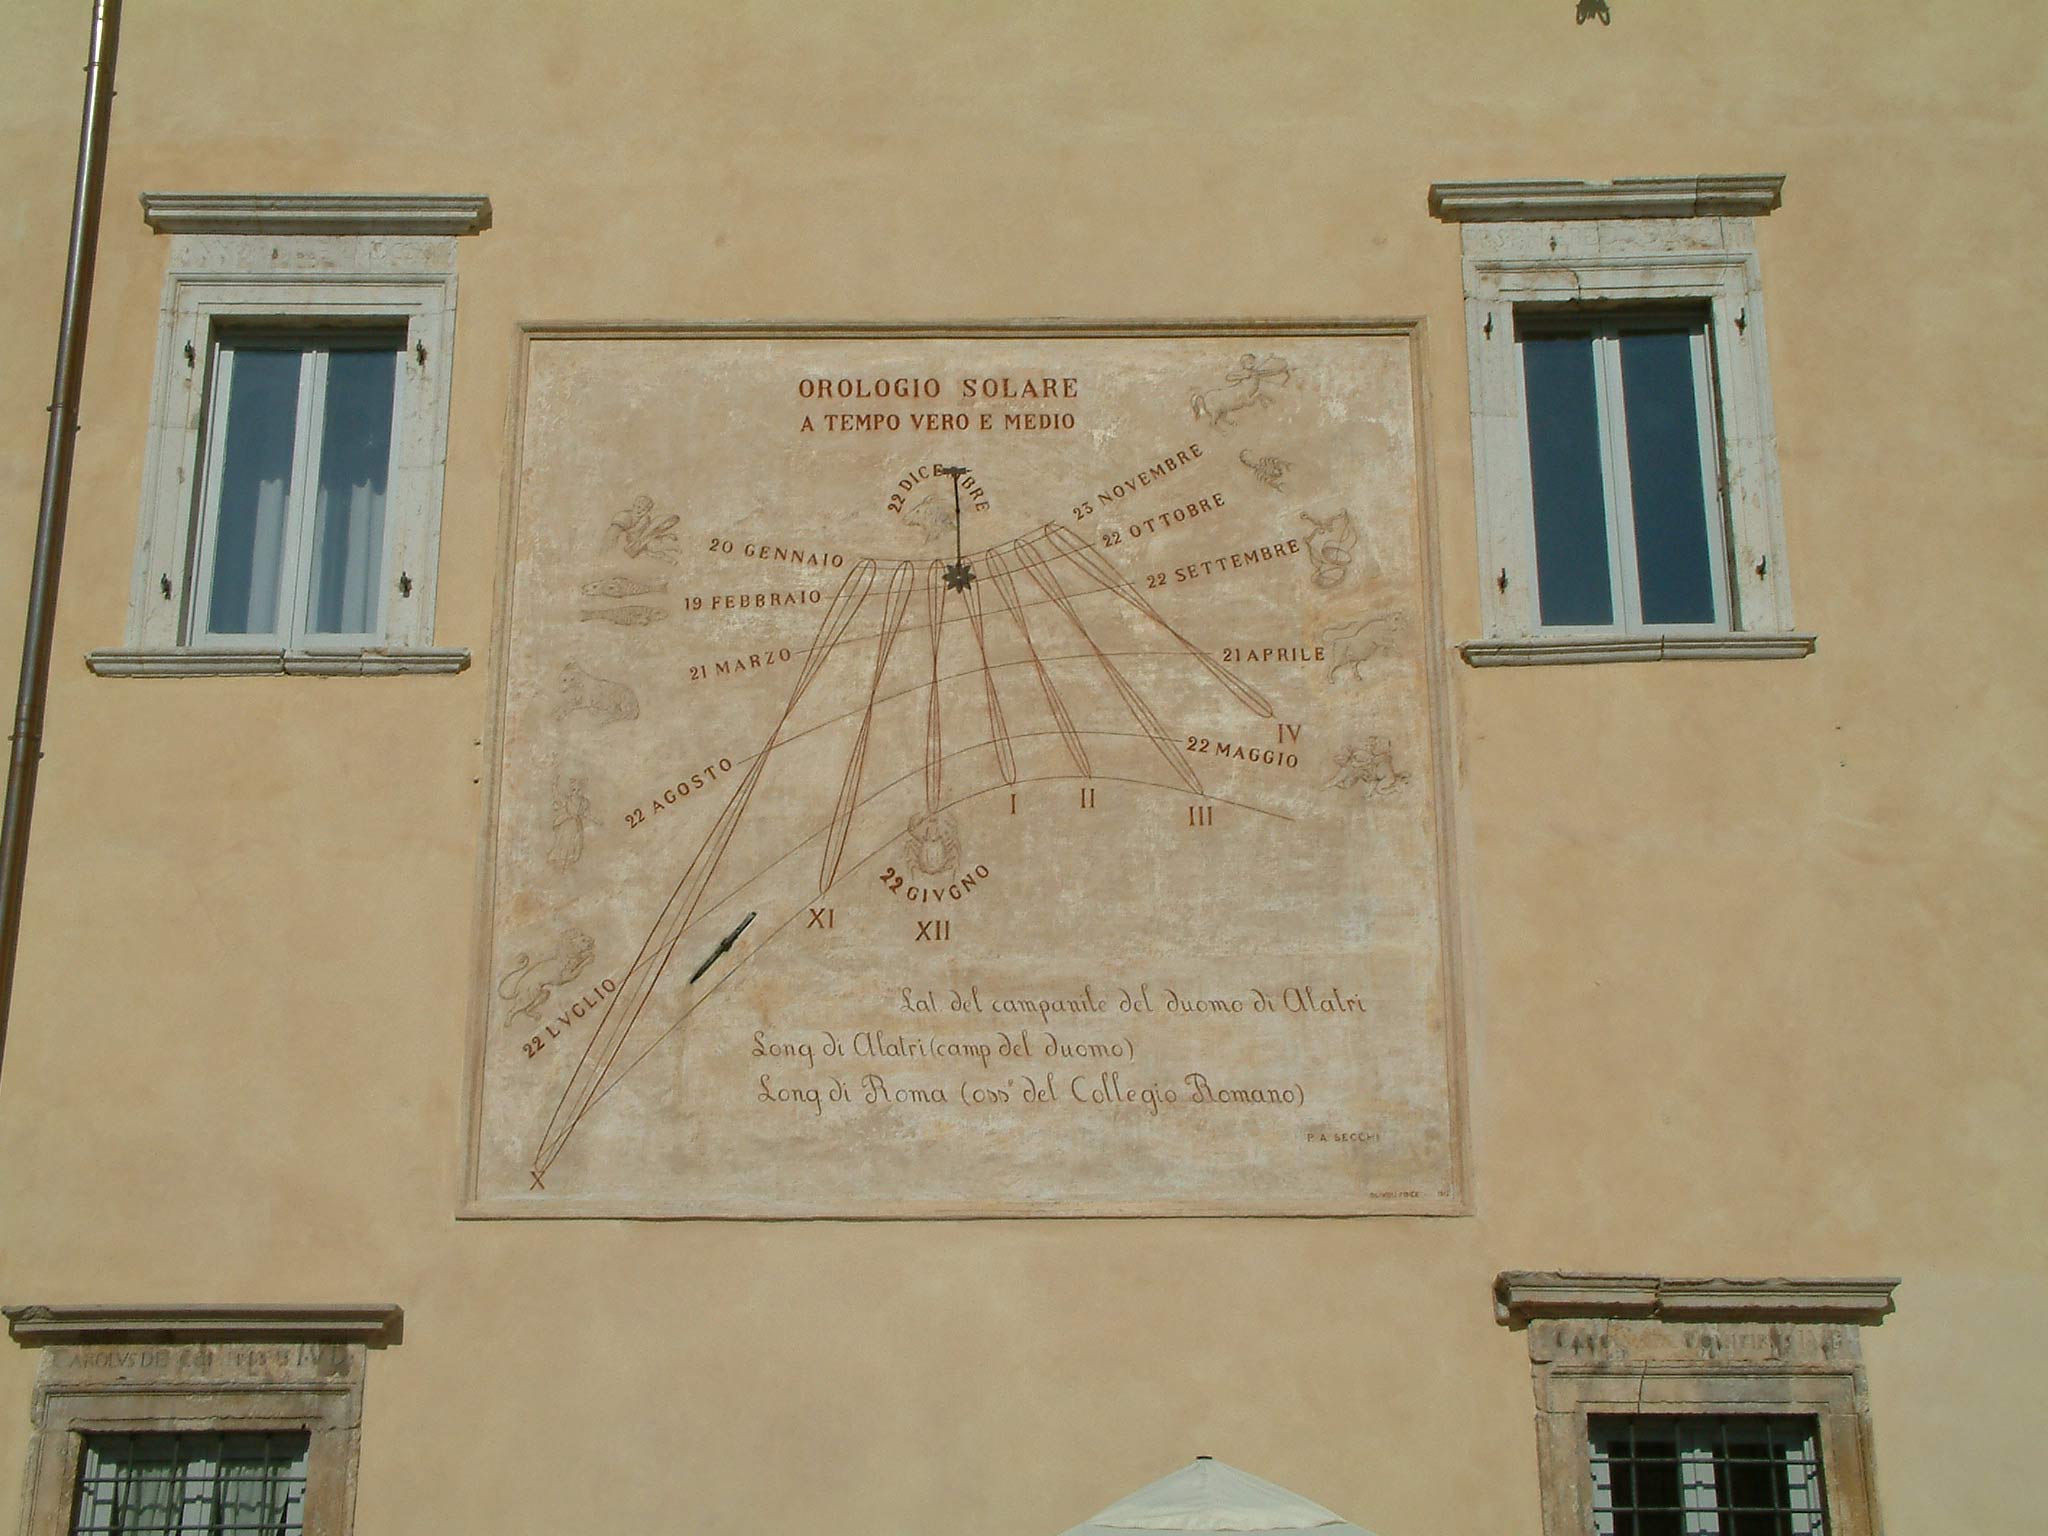 OROLOGIO SOLARE
A TEMPO VERO E MEDIO
22 DICEMBRE
23 NOVEMBRE
20 GENNAIO
22 OTTOBRE
19 FEBBRAIO
22 SETTEMBRE
21 MARZO
21 APRILE
22 AGOSTO
22 MAGGIO
22 LVGLIO
22 GIVGNO
X
XI
XII
I
II
III
IV
Lat. del campanile del duomo di Alatri
Long di Alatri (camp del duomo)
Long di Roma (oss° del Collegio Romano)
P. A. SECCHI